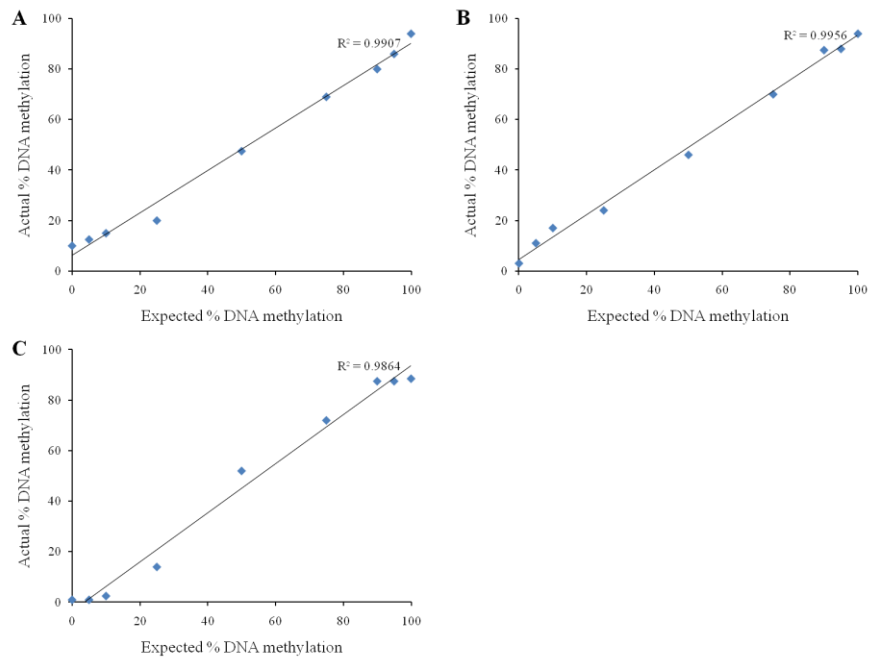 A
100
80
60
40
20
0
Actual % DNA methylation
R² = 0.9907
0 20 40 60 80 100
Expected % DNA methylation
B
100
80
60
40
20
0
Actual % DNA methylation
R² = 0.9956
0 20 40 60 80 100
Expected % DNA methylation
C
100
80
60
40
20
0
Actual % DNA methylation
R² = 0.9864
0 20 40 60 80 100
Expected % DNA methylation